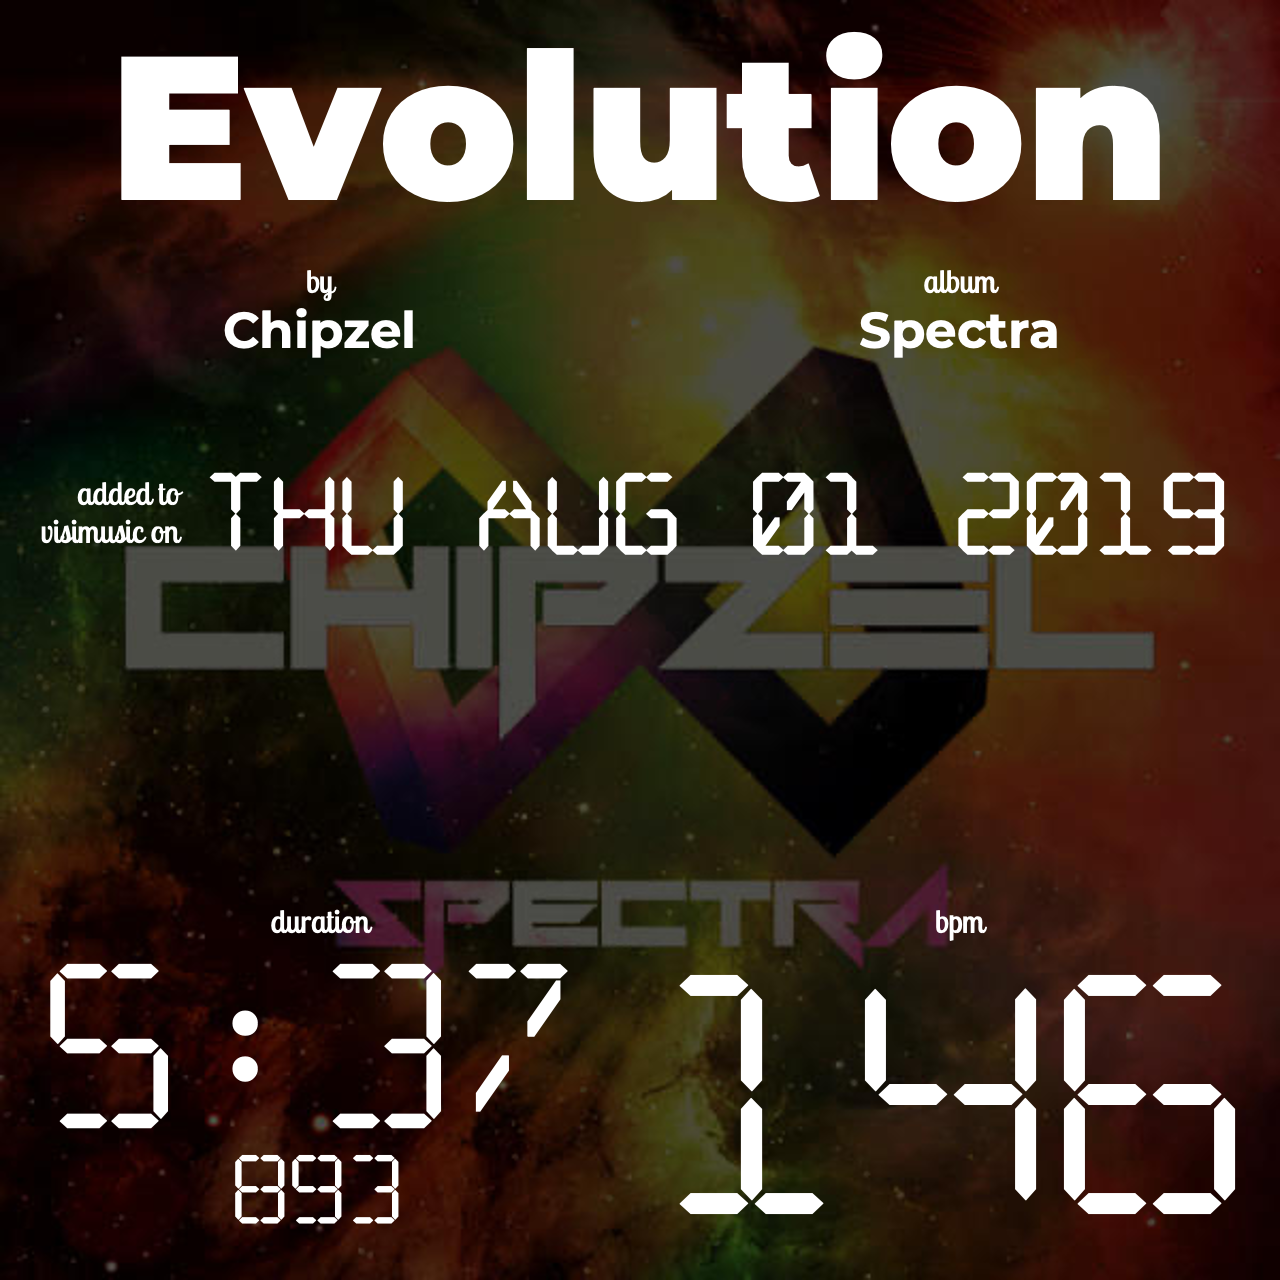 Evolution
by
Chipzel
album
Spectra
added to
visimusic on
THU AUG 01 2019
CHIPZEL
SPECTRA
duration
5:37
893
bpm
146